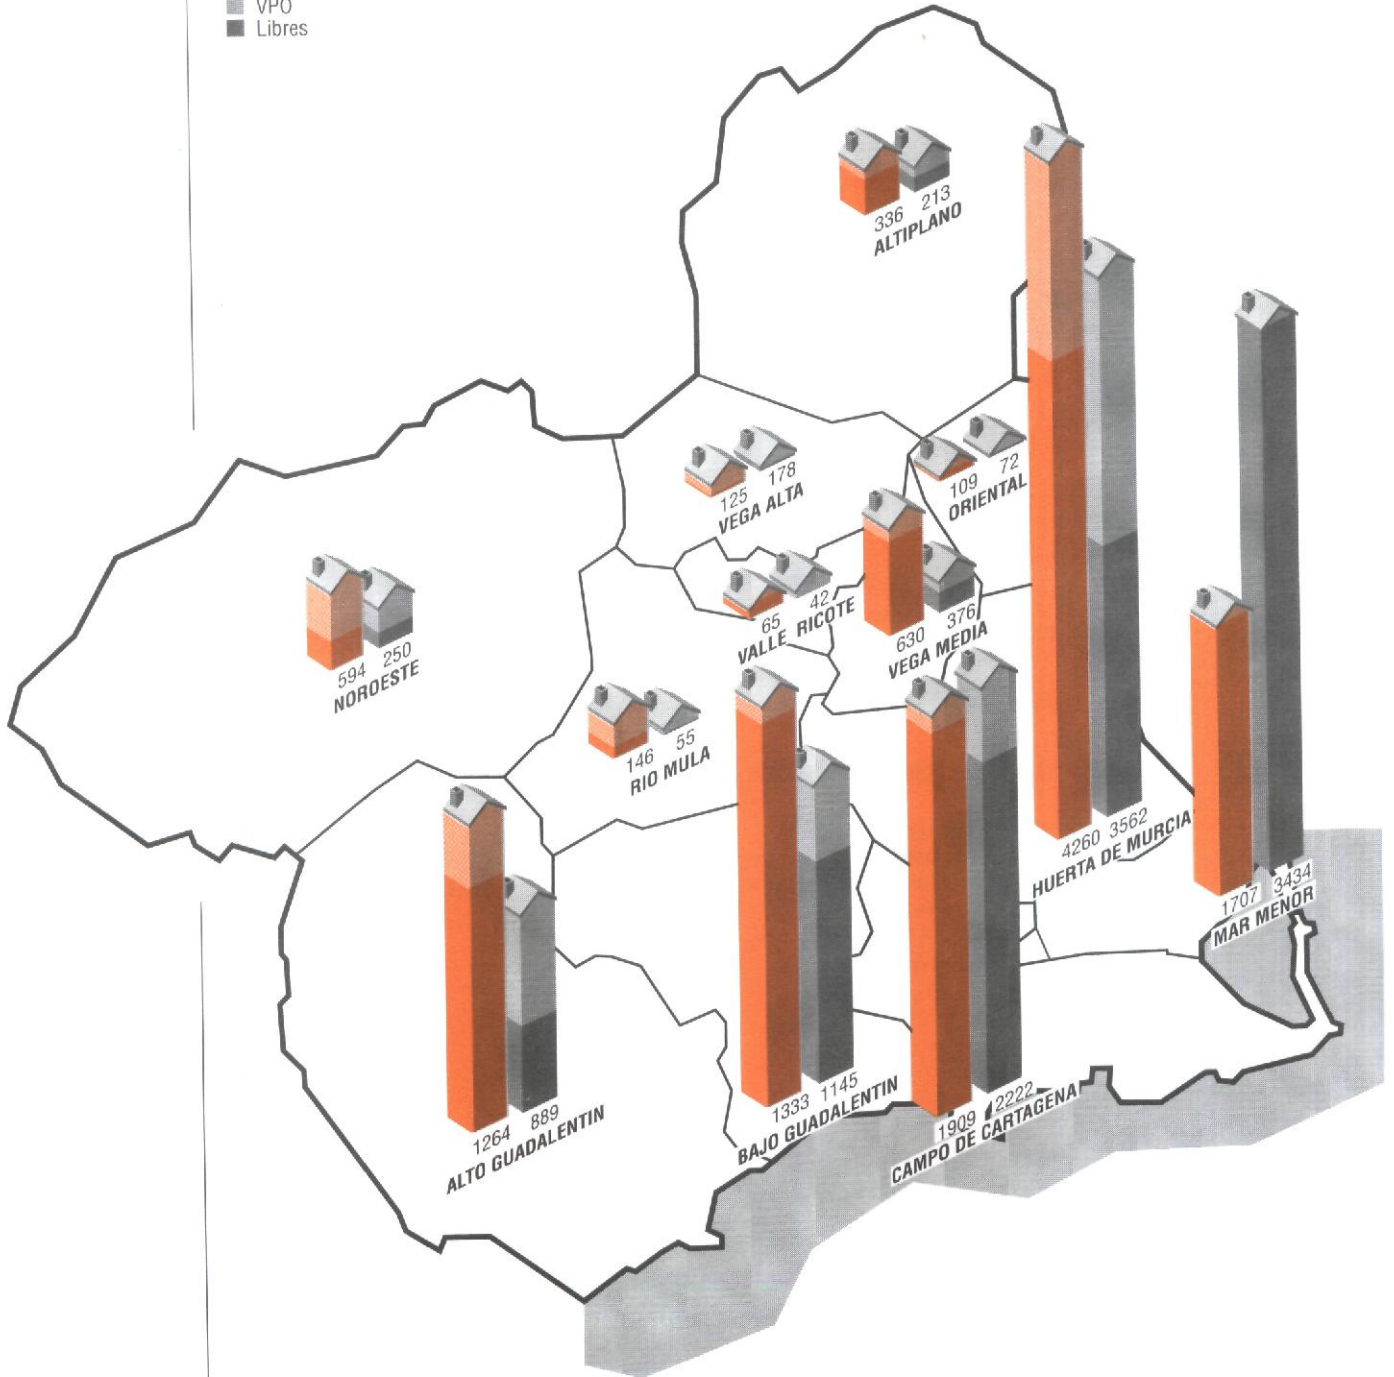 VPO
Libres
336 213
ALTIPLANO
125 178
VEGA ALTA
109 72
ORIENTAL
65 42
VALLE RICOTE
630 376
VEGA MEDIA
594 250
NOROESTE
146 55
RIO MULA
4260 3562
HUERTA DE MURCIA
1707 3434
MAR MENOR
1264 889
ALTO GUADALENTIN
1333 1145
BAJO GUADALENTIN
1909 2222
CAMPO DE CARTAGENA